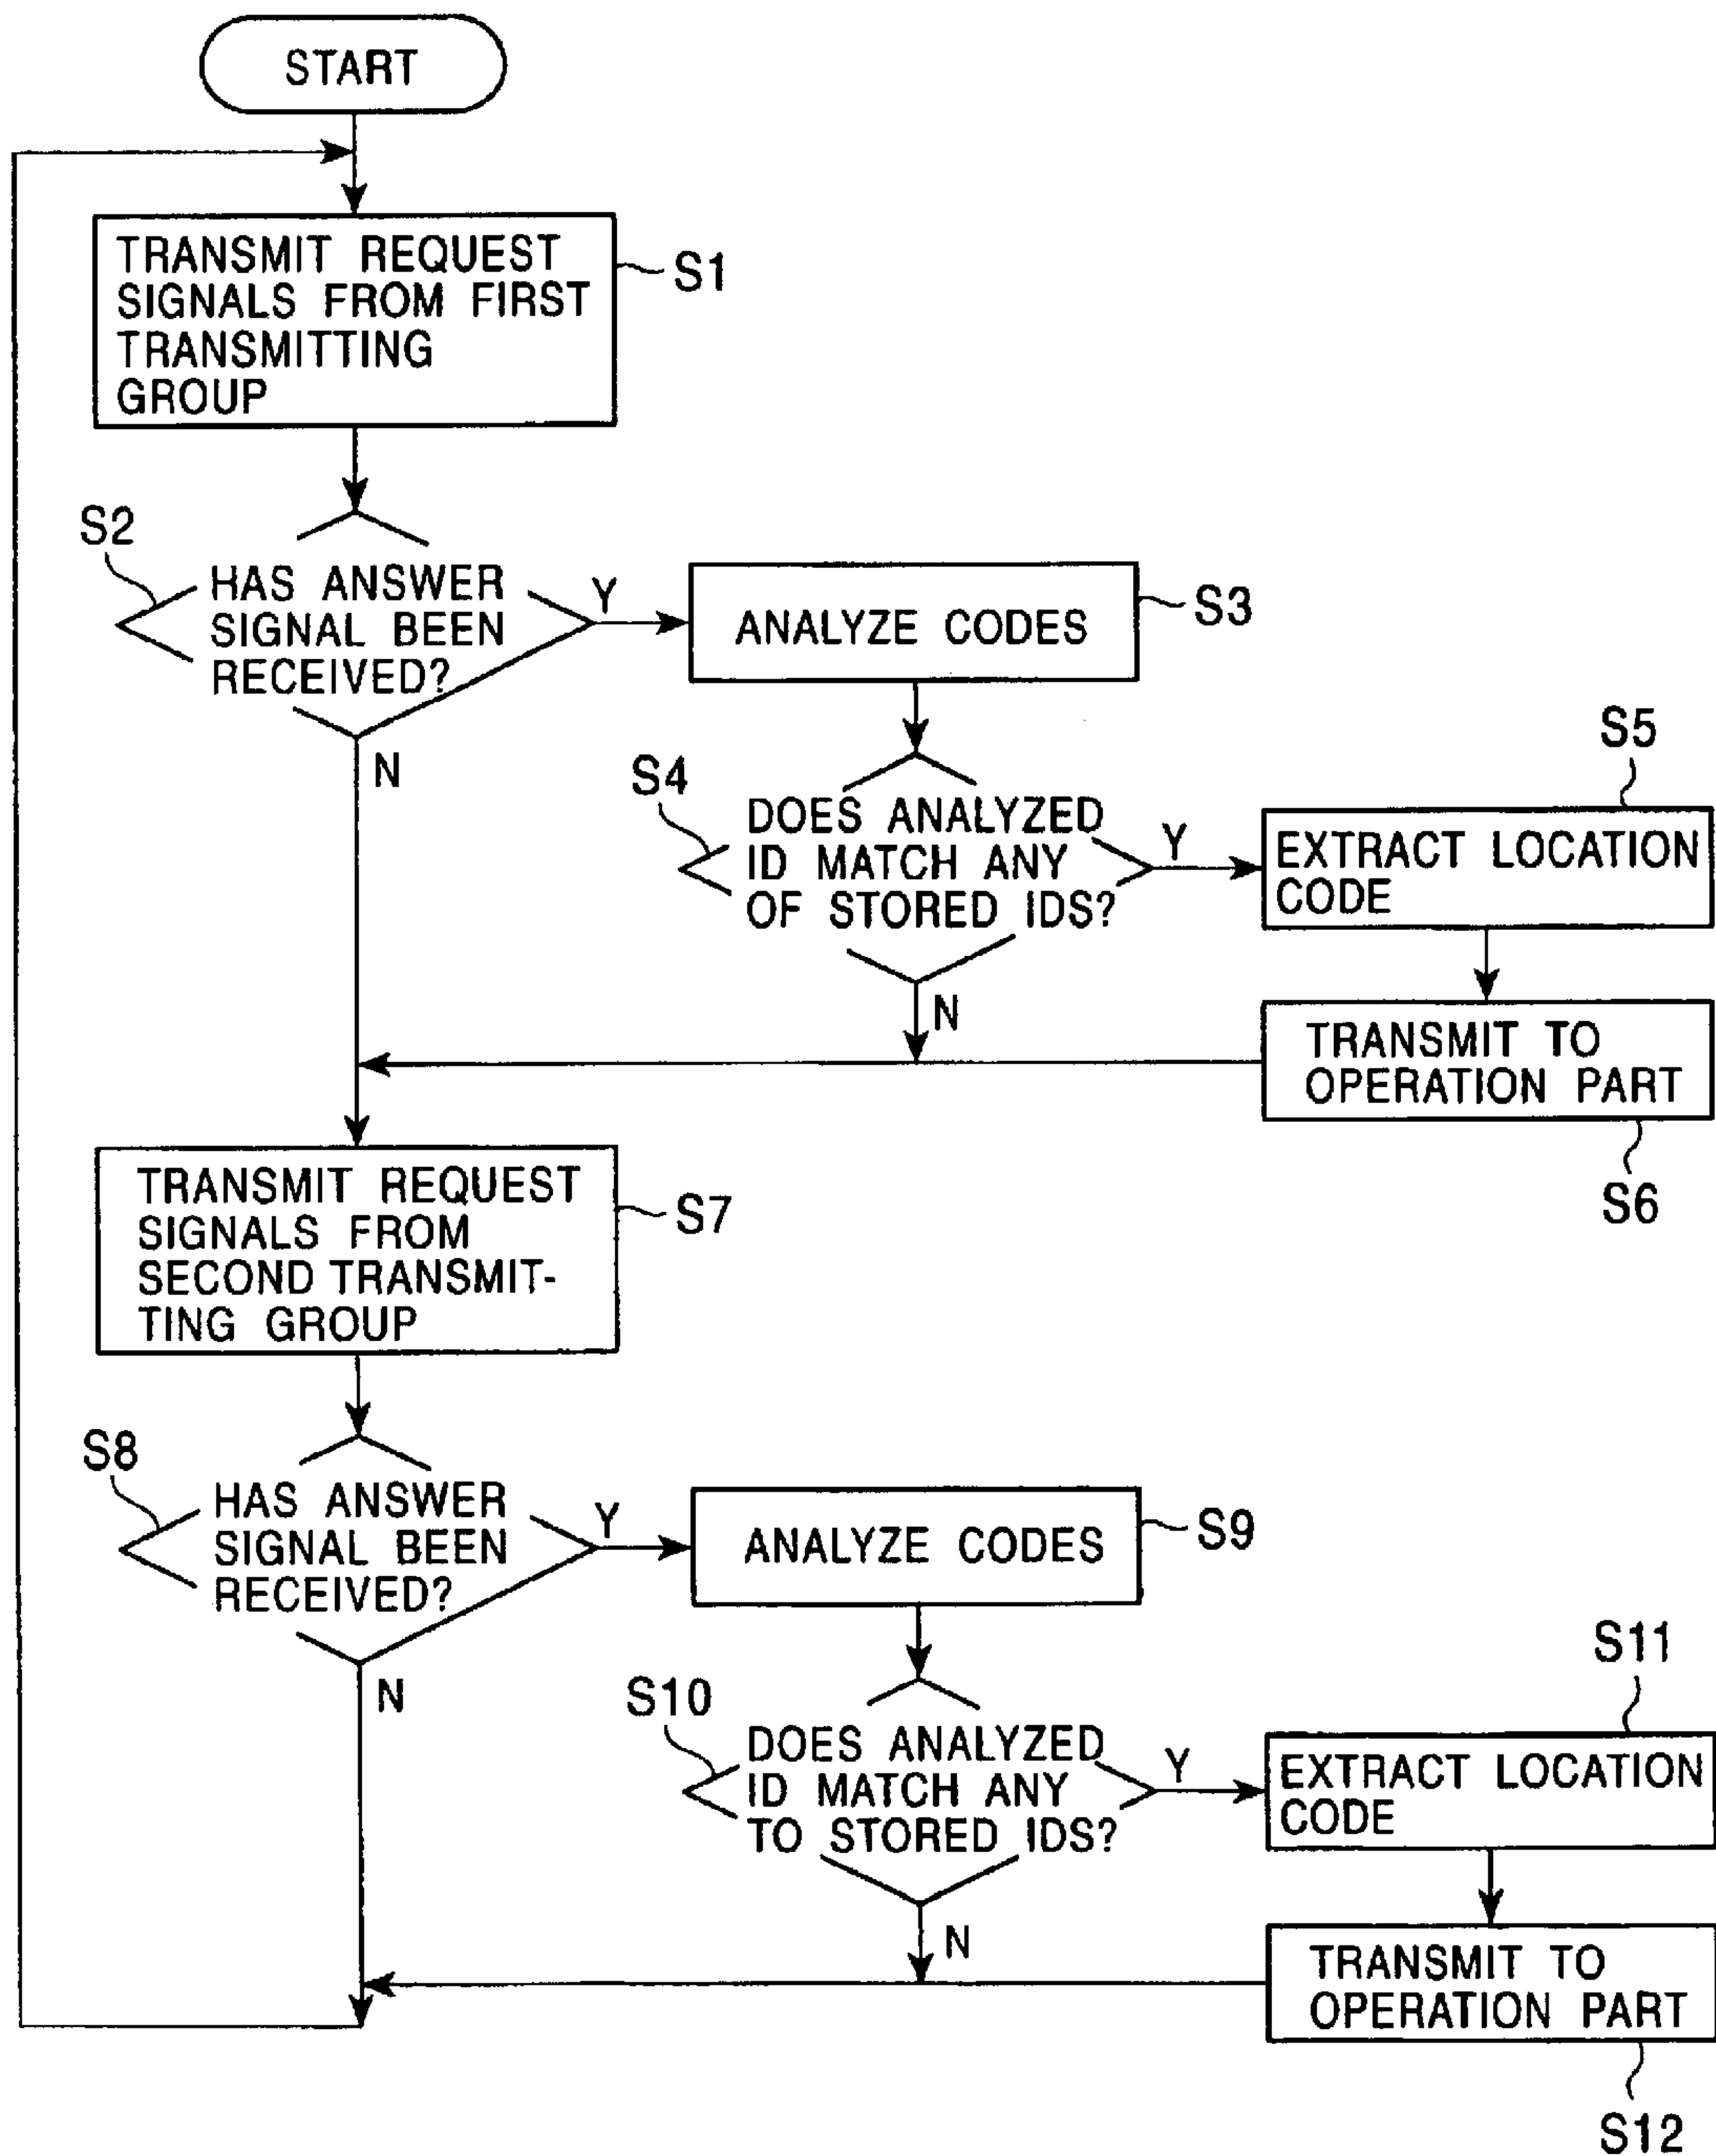 START
TRANSMIT REQUEST
SIGNALS FROM FIRST
TRANSMITTING
GROUP
S1
S2
HAS ANSWER
SIGNAL BEEN
RECEIVED?
Y
N
ANALYZE CODES
S3
S4
DOES ANALYZED
ID MATCH ANY
OF STORED IDS?
Y
N
S5
EXTRACT LOCATION
CODE
TRANSMIT TO
OPERATION PART
S6
TRANSMIT REQUEST
SIGNALS FROM
SECOND TRANSMIT-
TING GROUP
S7
S8
HAS ANSWER
SIGNAL BEEN
RECEIVED?
Y
N
ANALYZE CODES
S9
S10
DOES ANALYZED
ID MATCH ANY
TO STORED IDS?
Y
N
S11
EXTRACT LOCATION
CODE
TRANSMIT TO
OPERATION PART
S12